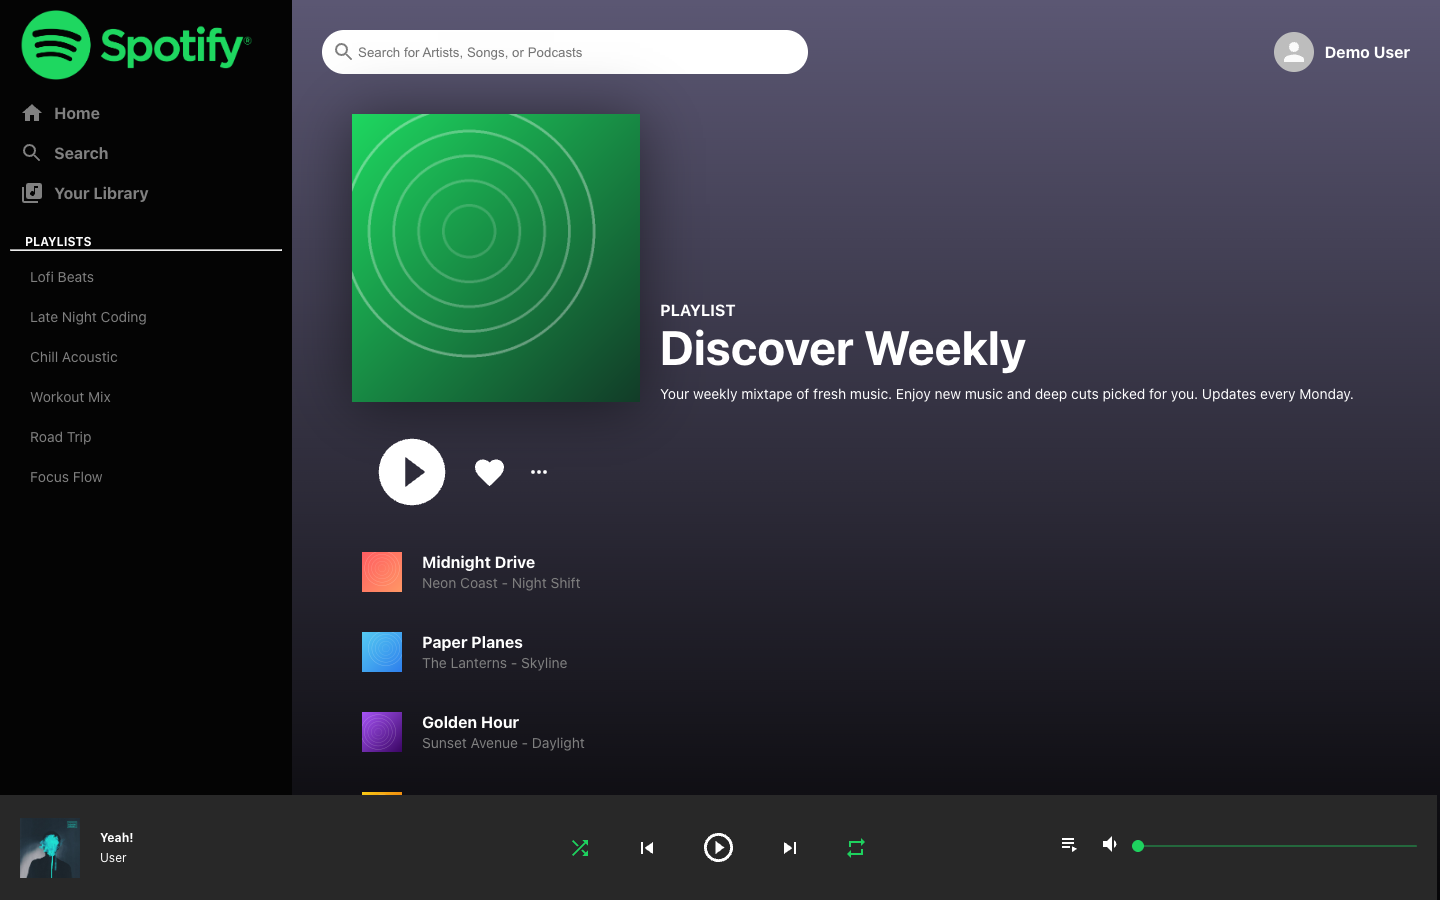 Spotify®
Home
Search
Your Library
PLAYLISTS
Lofi Beats
Late Night Coding
Chill Acoustic
Workout Mix
Road Trip
Focus Flow
Search for Artists, Songs, or Podcasts
Demo User
PLAYLIST
Discover Weekly
Your weekly mixtape of fresh music. Enjoy new music and deep cuts picked for you. Updates every Monday.
Midnight Drive
Neon Coast - Night Shift
Paper Planes
The Lanterns - Skyline
Golden Hour
Sunset Avenue - Daylight
Yeah!
User